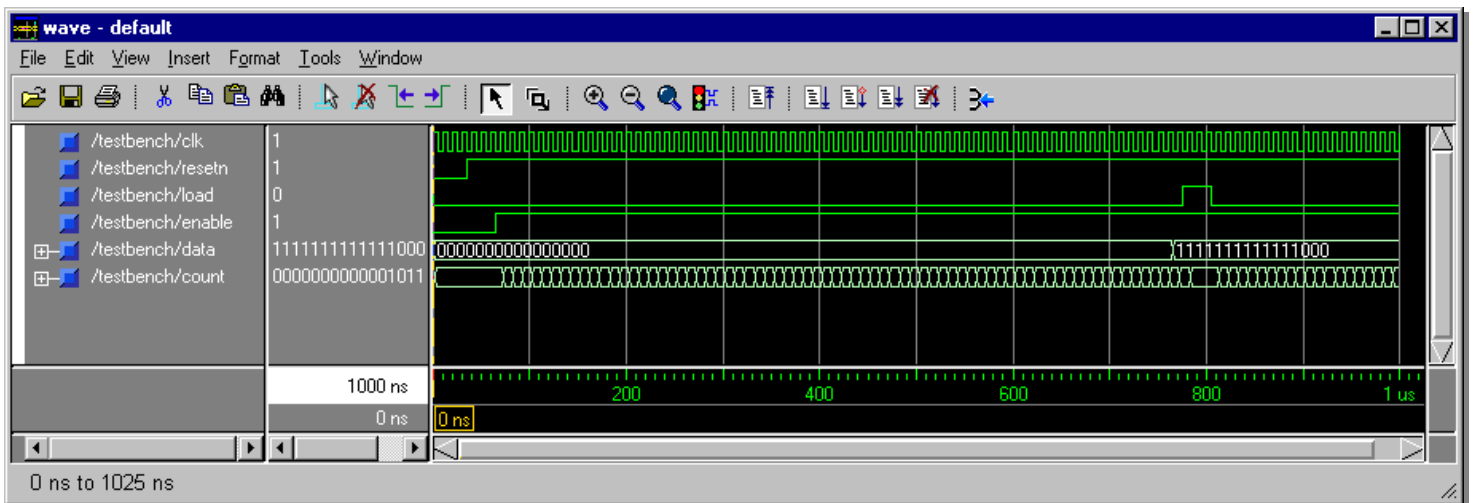 wave - default
File Edit View Insert Format Tools Window
/testbench/clk 1
/testbench/resetn 1
/testbench/load 0
/testbench/enable 1
/testbench/data 1111111111111000 0000000000000000 1111111111111000
/testbench/count 0000000000001011
1000 ns 200 400 600 800 1 us
0 ns 0 ns
0 ns to 1025 ns